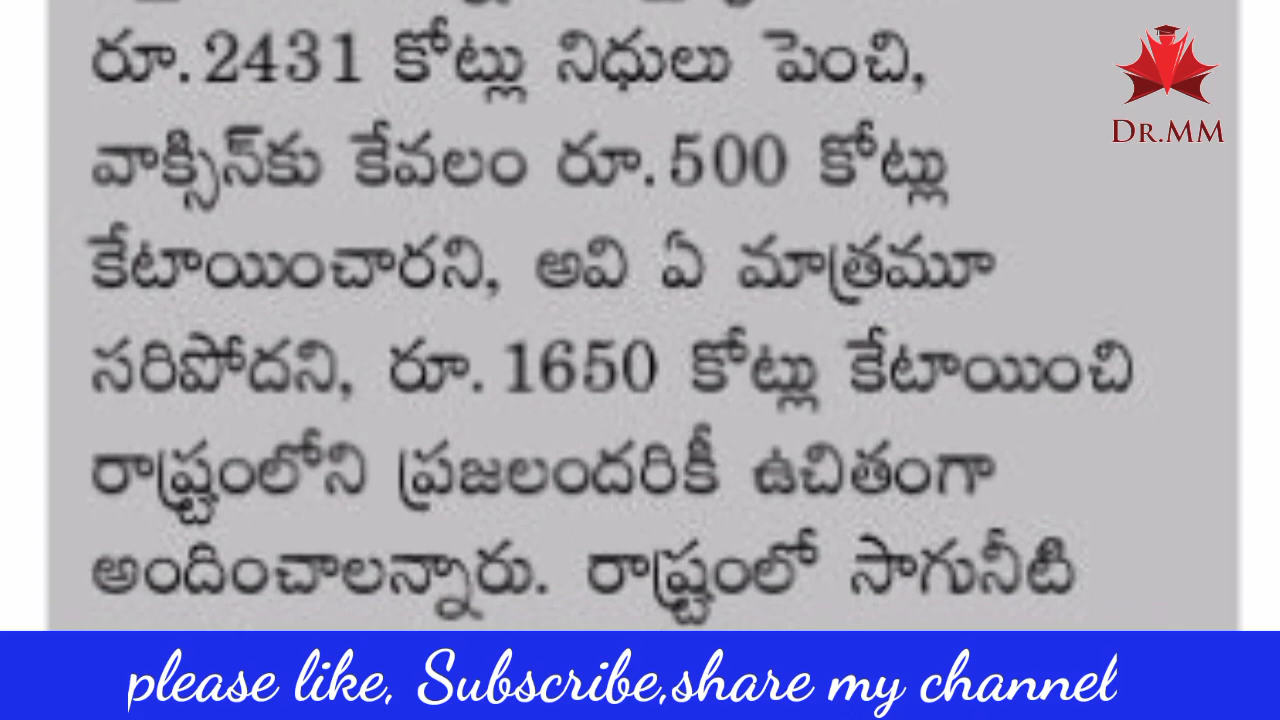 రూ.2431 కోట్లు నిధులు పెంచి,
వాక్సిన్‌కు కేవలం రూ.500 కోట్లు
కేటాయించారని, అవి ఏ మాత్రమూ
సరిపోదని, రూ. 1650 కోట్లు కేటాయించి
రాష్ట్రంలోని ప్రజలందరికీ ఉచితంగా
అందించాలన్నారు. రాష్ట్రంలో సాగునీటి
DR.MM
please like, Subscribe,share my channel